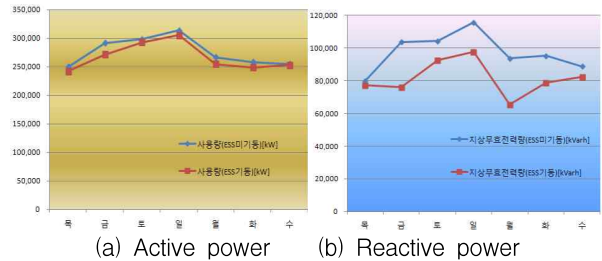 350,000
300,000
250,000
200,000
150,000
100,000
50,000
0
사용량(ESS미기동)[kW]
사용량(ESS기동)[kW]
목 금 토 일 월 화 수
120,000
100,000
80,000
60,000
40,000
20,000
0
지상무효전력량(ESS미기동)[kVarh]
지상무효전력량(ESS기동)[kVarh]
목 금 토 일 월 화 수
(a) Active power (b) Reactive power